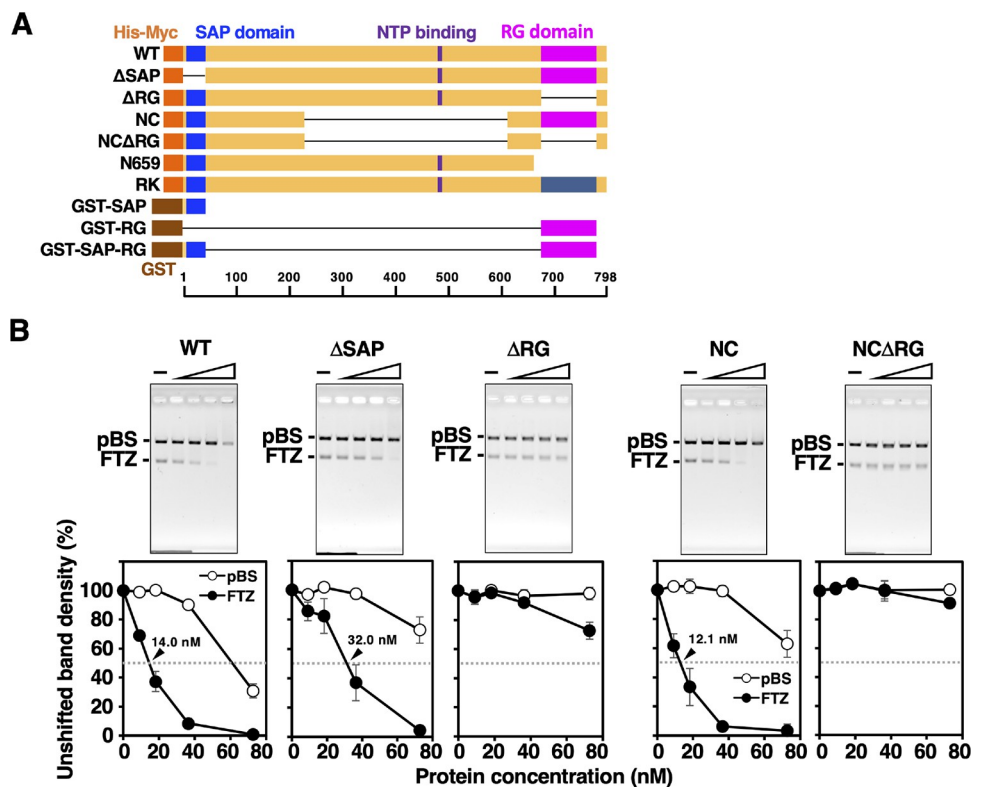 A
His-Myc SAP domain NTP binding RG domain
WT
ΔSAP
ΔRG
NC
NCΔRG
N659
RK
GST-SAP
GST-RG
GST-SAP-RG
GST
1 100 200 300 400 500 600 700 798
B
WT ΔSAP ΔRG NC NCΔRG
– – – – –
pBS pBS pBS pBS pBS
FTZ FTZ FTZ FTZ FTZ
Unshifted band density (%)
100
80
60
40
20
0
pBS
FTZ
14.0 nM
32.0 nM
12.1 nM
pBS
FTZ
0 20 40 60 80 0 20 40 60 80 0 20 40 60 80 0 20 40 60 80 0 20 40 60 80
Protein concentration (nM)